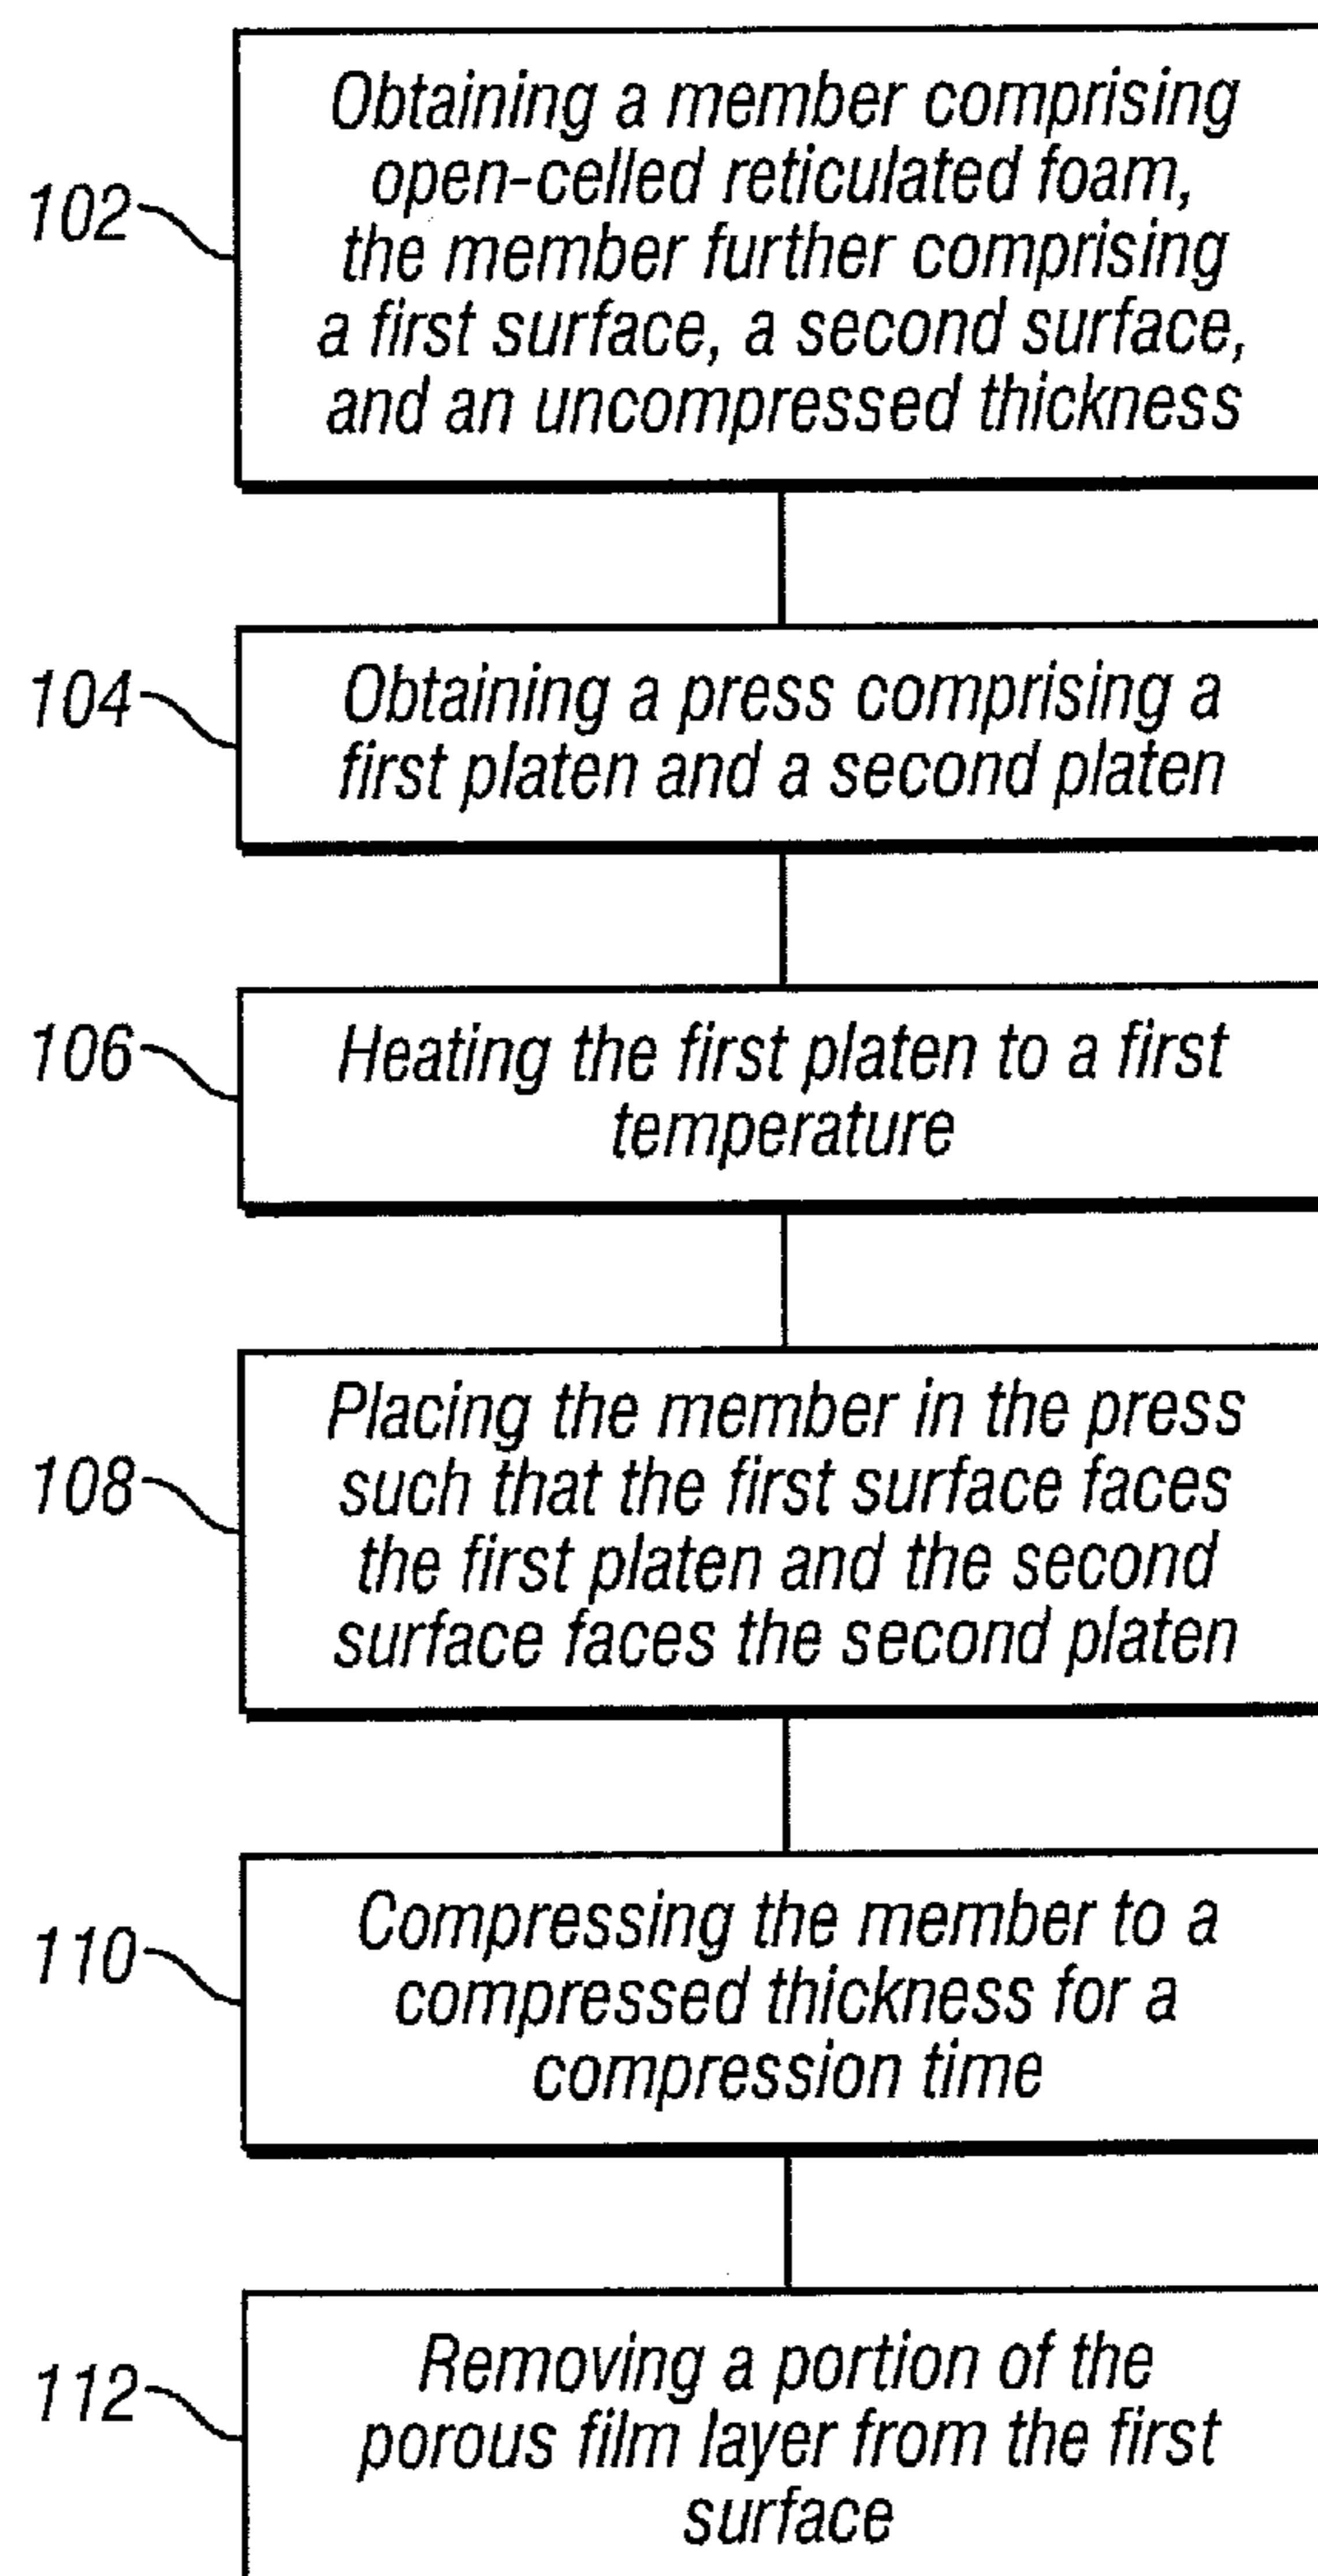 102
Obtaining a member comprising
open-celled reticulated foam,
the member further comprising
a first surface, a second surface,
and an uncompressed thickness
104
Obtaining a press comprising a
first platen and a second platen
106
Heating the first platen to a first
temperature
108
Placing the member in the press
such that the first surface faces
the first platen and the second
surface faces the second platen
110
Compressing the member to a
compressed thickness for a
compression time
112
Removing a portion of the
porous film layer from the first
surface